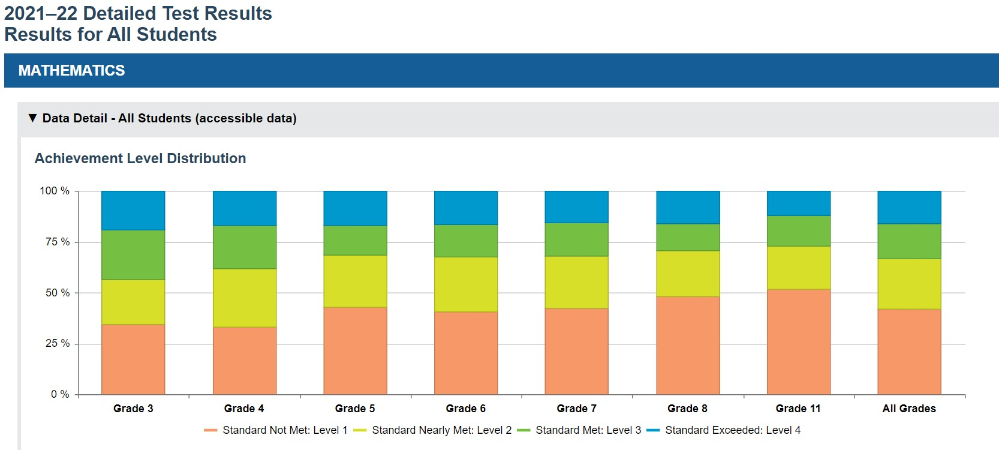 2021–22 Detailed Test Results
Results for All Students
MATHEMATICS
▼ Data Detail - All Students (accessible data)
Achievement Level Distribution
100 %
75 %
50 %
25 %
0 %
Grade 3 Grade 4 Grade 5 Grade 6 Grade 7 Grade 8 Grade 11 All Grades
Standard Not Met: Level 1 Standard Nearly Met: Level 2 Standard Met: Level 3 Standard Exceeded: Level 4